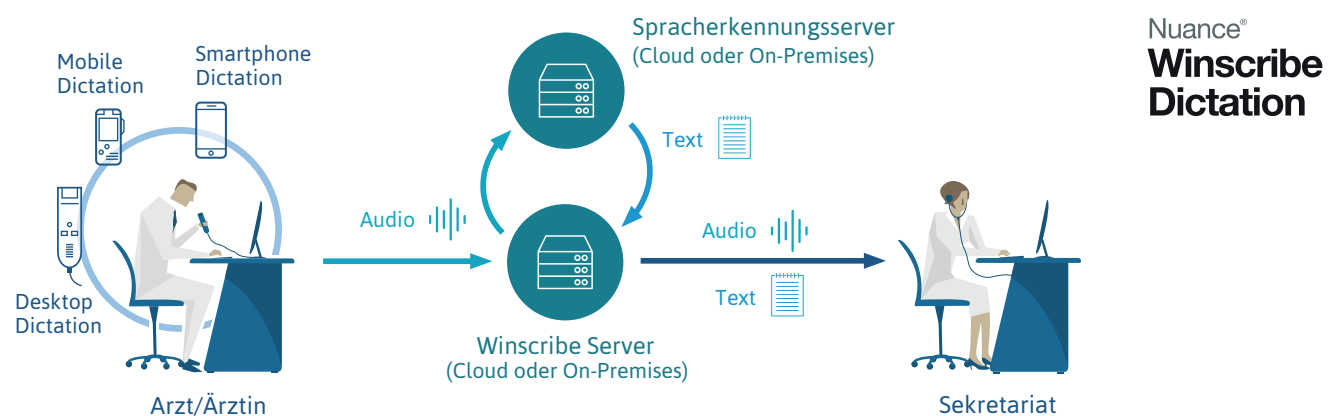 Mobile
Dictation
Smartphone
Dictation
Desktop
Dictation
Arzt/Ärztin
Audio
Spracherkennungsserver
(Cloud oder On-Premises)
Text
Winscribe Server
(Cloud oder On-Premises)
Audio
Text
Sekretariat
Nuance®
Winscribe
Dictation